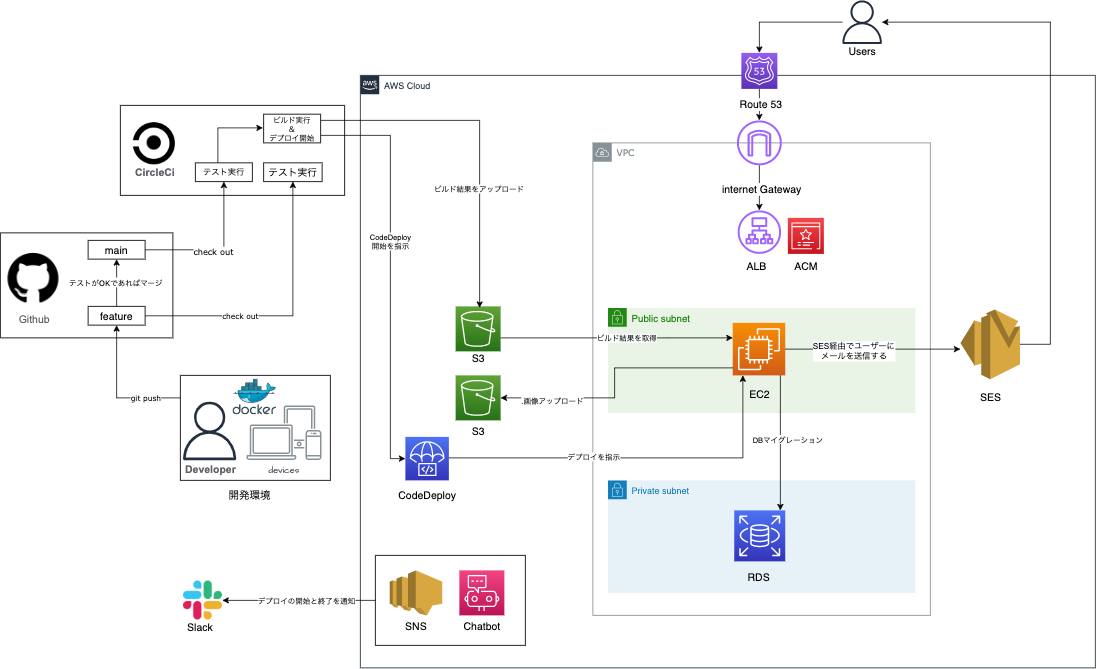 Users
53
Route 53
aws
AWS Cloud
CircleCi
ビルド実行
&
デプロイ開始
テスト実行
テスト実行
VPC
internet Gateway
ビルド結果をアップロード
CodeDeploy
開始を指示
ALB
ACM
main
check out
テストがOKであればマージ
Github
feature
check out
S3
Public subnet
ビルド結果を取得
EC2
SES経由でユーザーに
メールを送信する
SES
画像アップロード
S3
git push
docker
Developer
devices
開発環境
DBマイグレーション
デプロイを指示
CodeDeploy
Private subnet
RDS
デプロイの開始と終了を通知
Slack
SNS
Chatbot